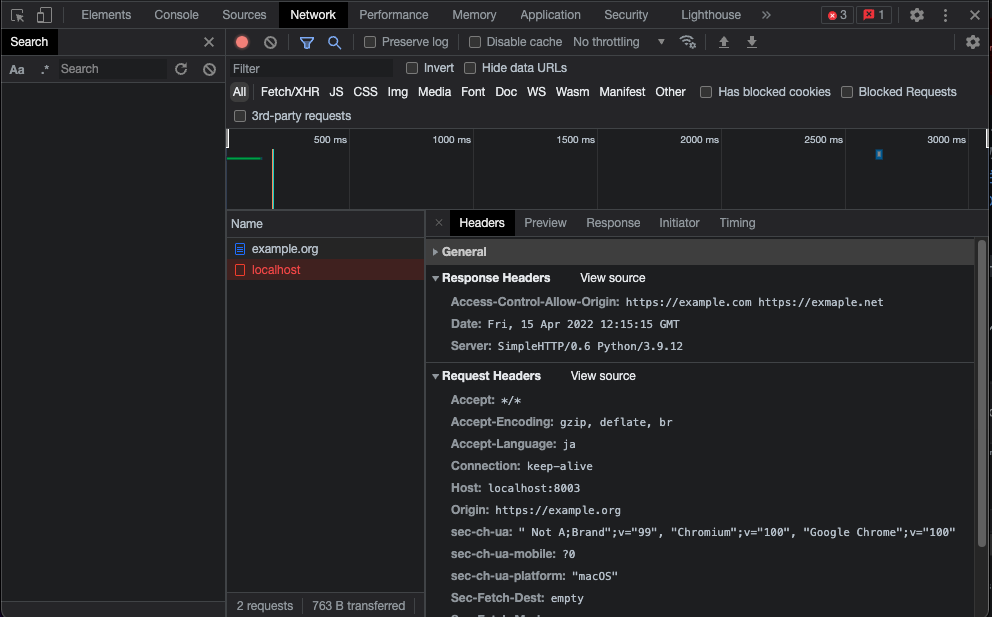 Elements Console Sources Network Performance Memory Application Security Lighthouse 3 1
Search Preserve log Disable cache No throttling
Aa .* Search Filter Invert Hide data URLs
All Fetch/XHR JS CSS Img Media Font Doc WS Wasm Manifest Other Has blocked cookies Blocked Requests
3rd-party requests
500 ms 1000 ms 1500 ms 2000 ms 2500 ms 3000 ms
Name Headers Preview Response Initiator Timing
example.org
localhost
General
Response Headers View source
Access-Control-Allow-Origin: https://example.com https://exmaple.net
Date: Fri, 15 Apr 2022 12:15:15 GMT
Server: SimpleHTTP/0.6 Python/3.9.12
Request Headers View source
Accept: */*
Accept-Encoding: gzip, deflate, br
Accept-Language: ja
Connection: keep-alive
Host: localhost:8003
Origin: https://example.org
sec-ch-ua: " Not A;Brand";v="99", "Chromium";v="100", "Google Chrome";v="100"
sec-ch-ua-mobile: ?0
sec-ch-ua-platform: "macOS"
Sec-Fetch-Dest: empty
2 requests 763 B transferred